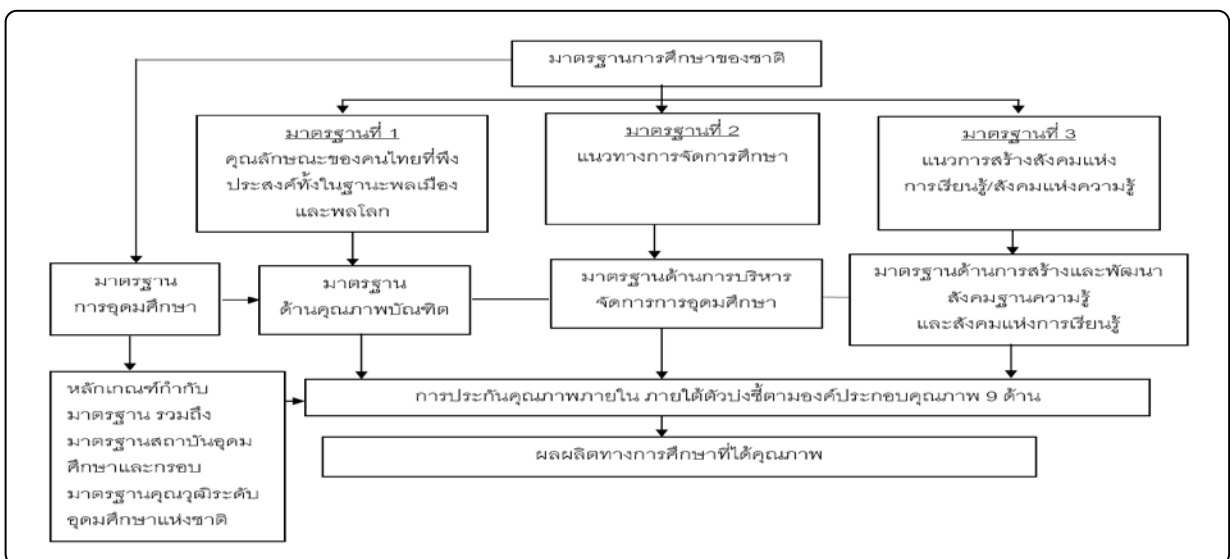 มาตรฐานการศึกษาของชาติ
มาตรฐานที่ 1
คุณลักษณะของคนไทยที่พึง
ประสงค์ทั้งในฐานะพลเมือง
และพลโลก
มาตรฐานที่ 2
แนวทางการจัดการศึกษา
มาตรฐานที่ 3
แนวการสร้างสังคมแห่ง
การเรียนรู้/สังคมแห่งความรู้
มาตรฐาน
การอุดมศึกษา
มาตรฐาน
ด้านคุณภาพบัณฑิต
มาตรฐานด้านการบริหาร
จัดการการอุดมศึกษา
มาตรฐานด้านการสร้างและพัฒนา
สังคมฐานความรู้
และสังคมแห่งการเรียนรู้
หลักเกณฑ์กำกับ
มาตรฐาน รวมถึง
มาตรฐานสถาบันอุดม
ศึกษาและกรอบ
มาตรฐานคุณวุฒิระดับ
อุดมศึกษาแห่งชาติ
การประกันคุณภาพภายใน ภายใต้ตัวบ่งชี้ตามองค์ประกอบคุณภาพ 9 ด้าน
ผลผลิตทางการศึกษาที่ได้คุณภาพ